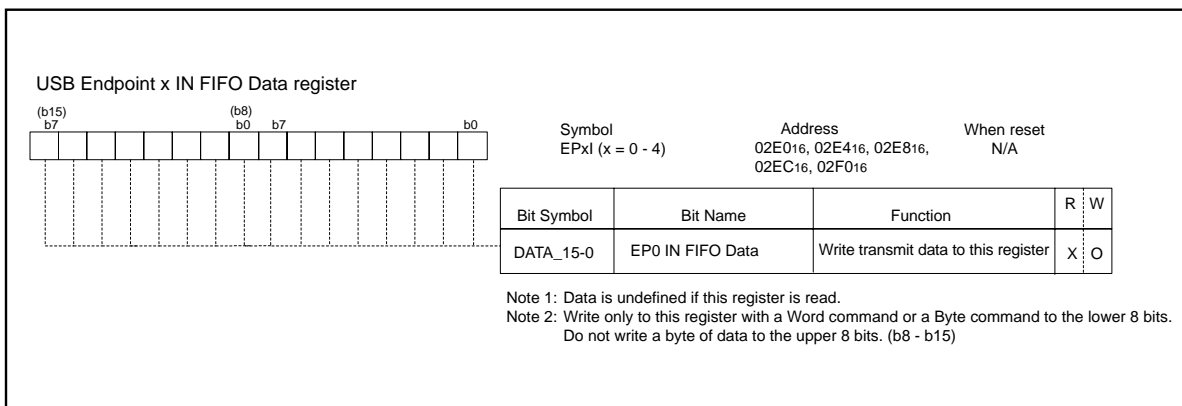 USB Endpoint x IN FIFO Data register
(b15) (b8)
b7 b0 b7 b0
Symbol Address When reset
EPxI (x = 0 - 4) 02E016, 02E416, 02E816, N/A
02EC16, 02F016
Bit Symbol Bit Name Function R W
DATA_15-0 EP0 IN FIFO Data Write transmit data to this register X O
Note 1: Data is undefined if this register is read.
Note 2: Write only to this register with a Word command or a Byte command to the lower 8 bits.
Do not write a byte of data to the upper 8 bits. (b8 - b15)